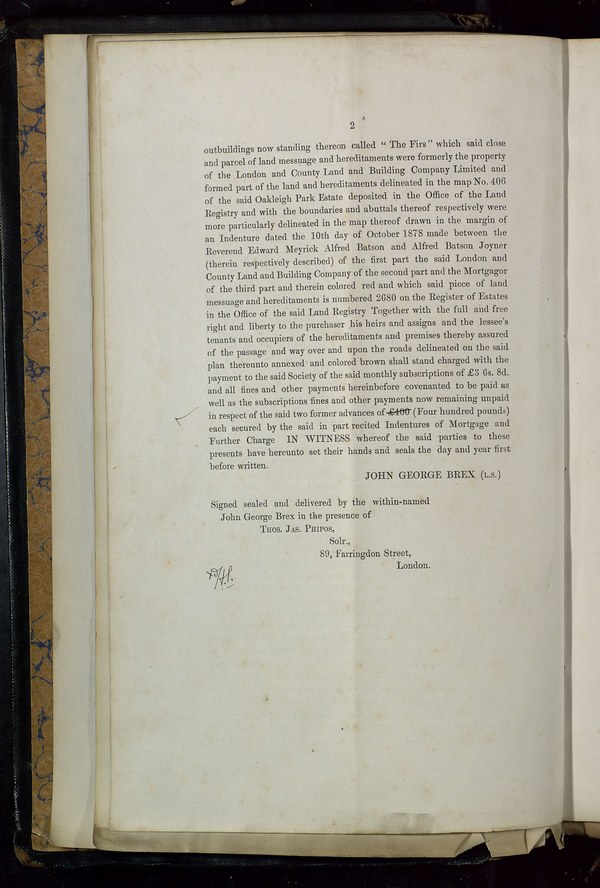 2
outbuildings now standing thereon called “ The Firs ” which said close
and parcel of land messuage and hereditaments were formerly the property
of the London and County Land and Building Company Limited and
formed part of the land and hereditaments delineated in the map No. 406
of the said Oakleigh Park Estate deposited in the Office of the Land
Registry and with the boundaries and abuttals thereof respectively were
more particularly delineated in the map thereof drawn in the margin of
an Indenture dated the 10th day of October 1878 made between the
Reverend Edward Meyrick Alfred Batson and Alfred Batson Joyner
(therein respectively described) of the first part the said London and
County Land and Building Company of the second part and the Mortgagor
of the third part and therein colored red and which said piece of land
messuage and hereditaments is numbered 2680 on the Register of Estates
in the Office of the said Land Registry Together with the full and free
right and liberty to the purchaser his heirs and assigns and the lessee's
tenants and occupiers of the hereditaments and premises thereby assured
of the passage and way over and upon the roads delineated on the said
plan thereunto annexed and colored brown shall stand charged with the
payment to the said Society of the said monthly subscriptions of £3 6s. 8d.
and all fines and other payments hereinbefore covenanted to be paid as
well as the subscriptions fines and other payments now remaining unpaid
in respect of the said two former advances of £400 (Four hundred pounds)
each secured by the said in part recited Indentures of Mortgage and
Further Charge IN WITNESS whereof the said parties to these
presents have hereunto set their hands and seals the day and year first
before written.
JOHN GEORGE BREX (L.S.)
Signed sealed and delivered by the within-named
John George Brex in the presence of
Thos. Jas. Phipos,
Solr.,
89, Farringdon Street,
London.